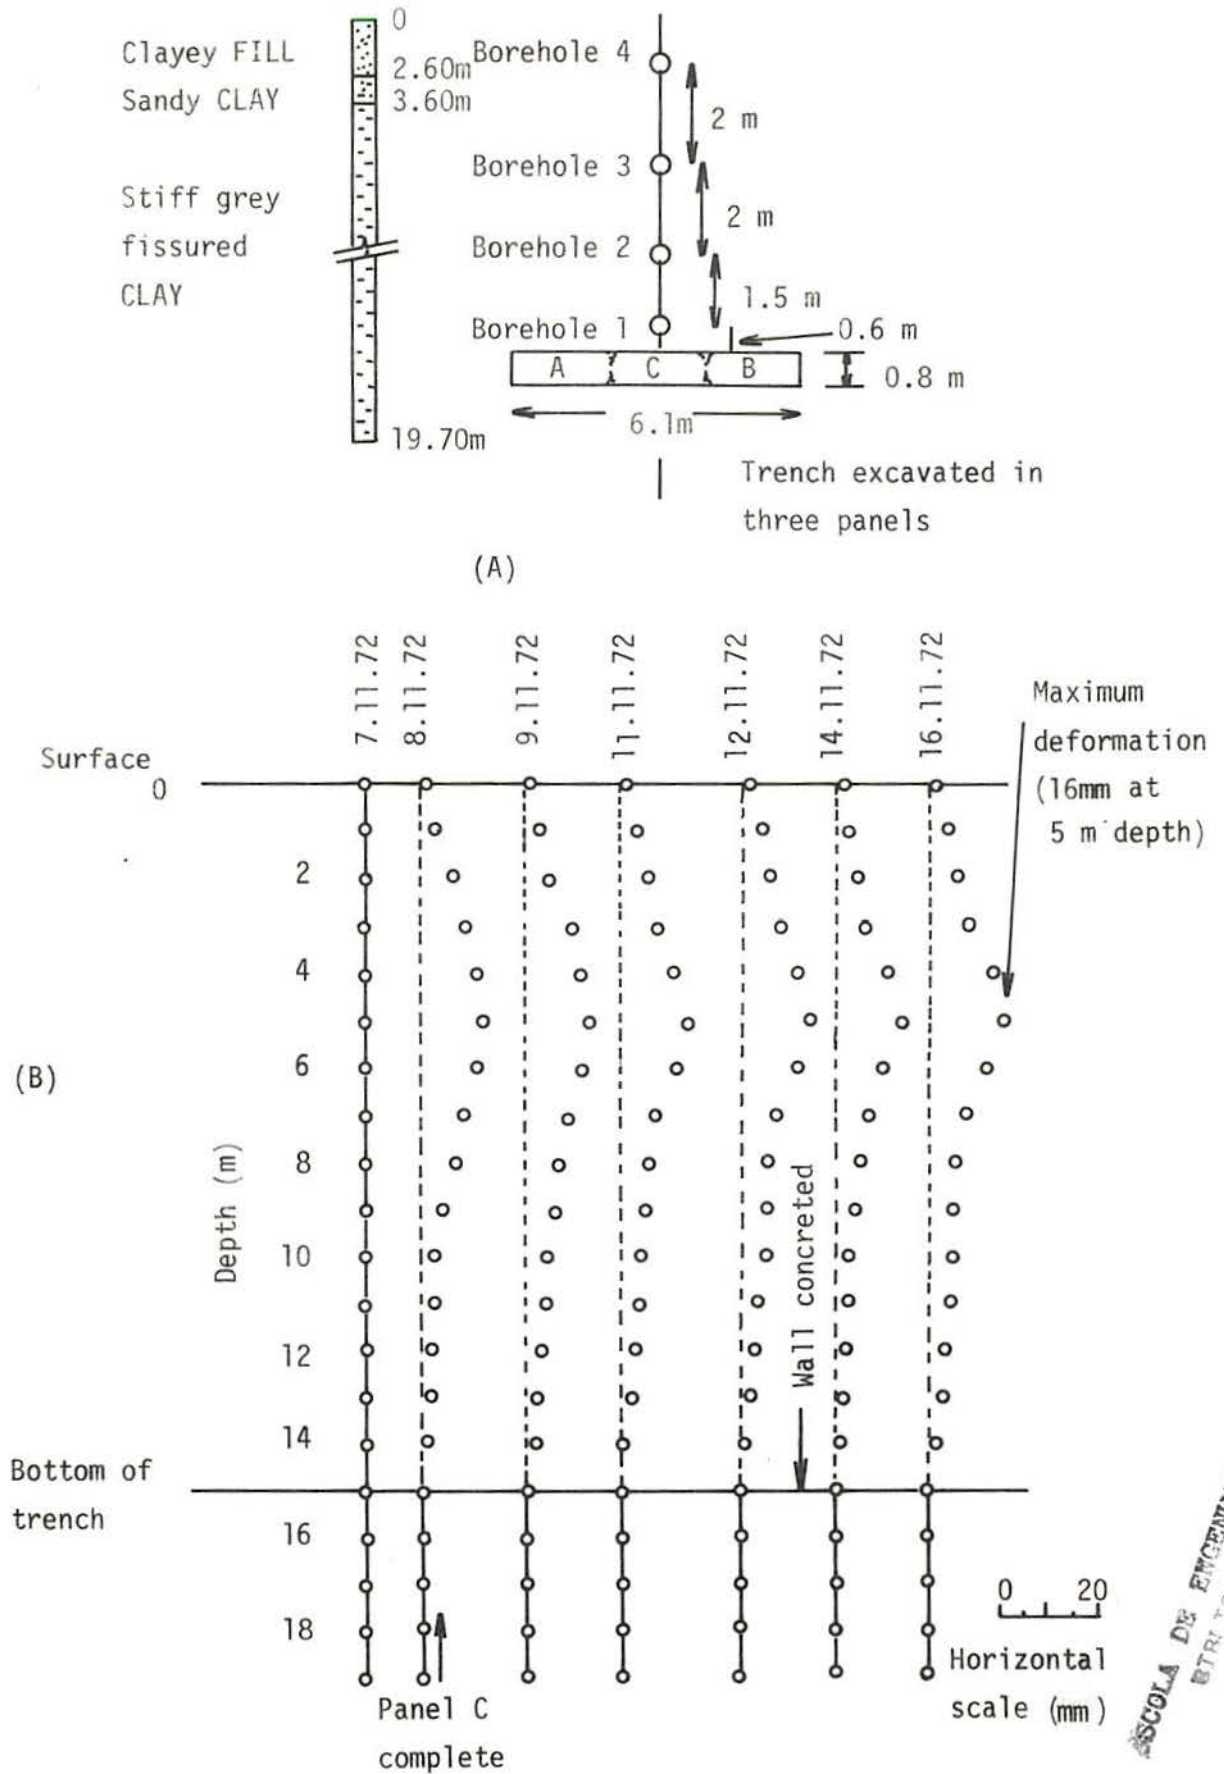 0
Clayey FILL
2.60m
Sandy CLAY
3.60m
Stiff grey
fissured
CLAY
19.70m
Borehole 4
2 m
Borehole 3
2 m
Borehole 2
1.5 m
Borehole 1
0.6 m
A C B
0.8 m
6.1m
Trench excavated in
three panels
(A)
7.11.72
8.11.72
9.11.72
11.11.72
12.11.72
14.11.72
16.11.72
Maximum
deformation
(16mm at
5 m depth)
Surface
0
2
4
6
(B)
Depth (m)
8
10
12
14
Wall concreted
Bottom of
trench
16
18
Panel C
complete
0 20
Horizontal
scale (mm)
DE